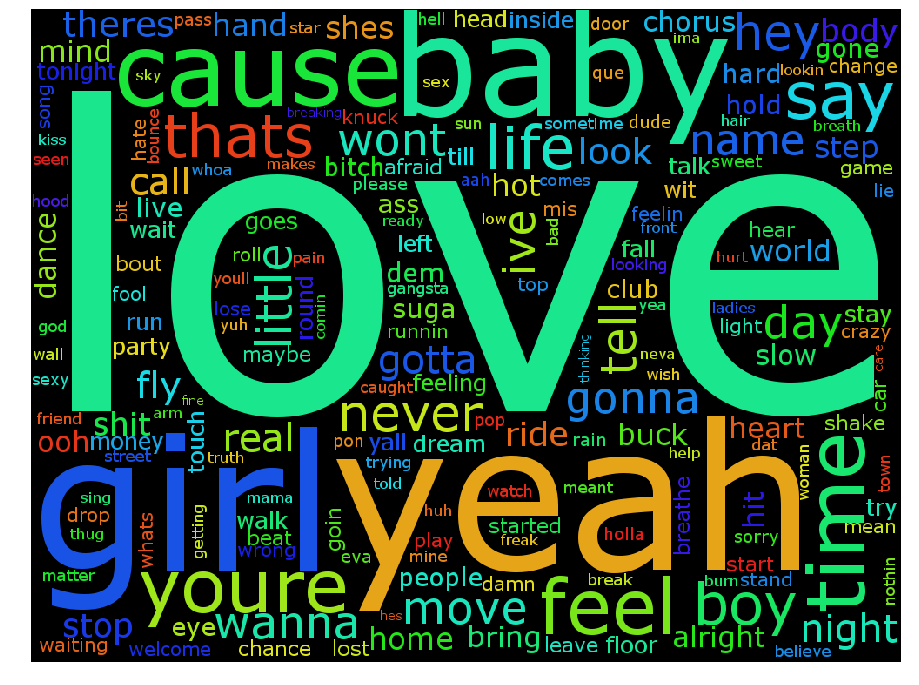 theres pass hand star shes hell head inside door chorus hey body
mind sky cause baby sex ima que gone
tonight hard lookin change
song breaking hold say
kiss hate bounce thats knuck wont sun sometime dude hair breath
seen makes till life look name step
whoa bitch afraid talk sweet game
hood call please aah hot comes wit lie
love
bit live goes ass ready low mis feelin front
dance wait left ive bad fall hear
bout roll little pain dem looking hurt world
god fool youll round gangsta top club yea ladies
run lose yuh comin suga tell light day stay
wall party maybe runnin thinking neva slow crazy
sexy fly gotta feeling wish car care
fire caught gonna
friend shit arm never pop shake
ooh money touch real pon yall dream ride rain buck heart
street truth trying help dat
girl yeah
told woman time town
sing mama watch meant try
drop walk huh started breathe hit mean
thug whats getting beat goin play freak holla sorry
wrong eva mine start
matter people damn break burn stand nothin
youre move feel boy
stop eye wanna hes night
waiting welcome chance lost home bring leave floor alright believe